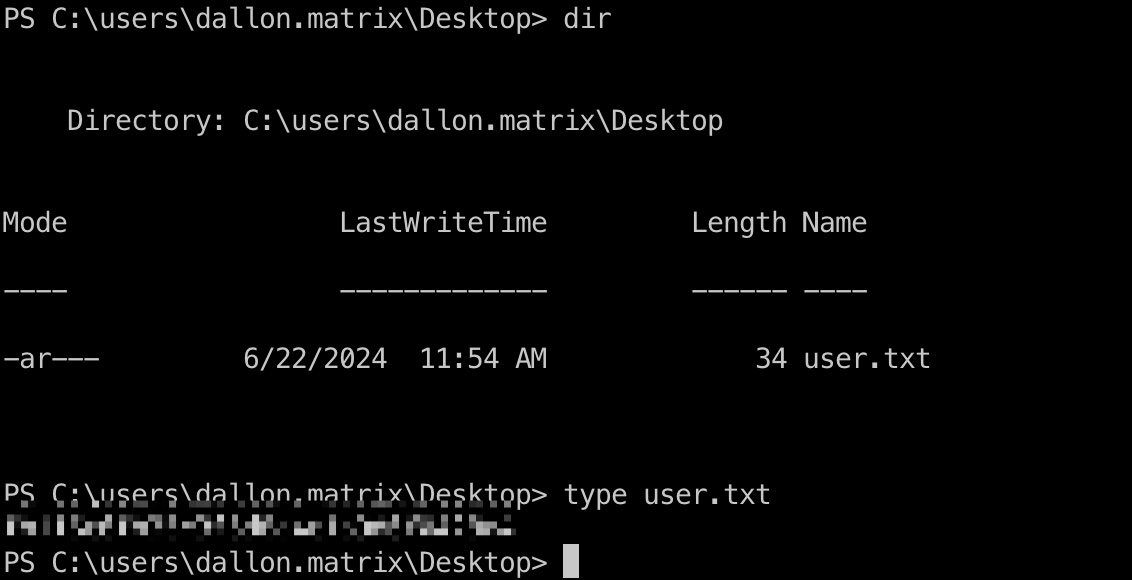 PS C:\users\dallon.matrix\Desktop> dir
Directory: C:\users\dallon.matrix\Desktop
Mode LastWriteTime Length Name
---- ------------- ------ ----
-ar--- 6/22/2024 11:54 AM 34 user.txt
PS C:\users\dallon.matrix\Desktop> type user.txt
PS C:\users\dallon.matrix\Desktop>